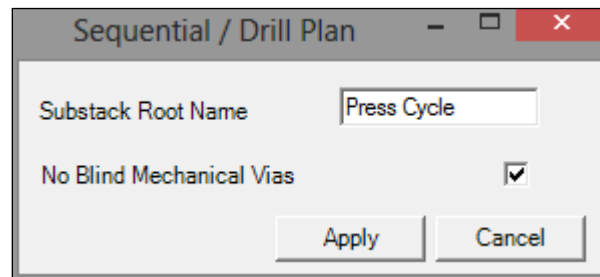 Sequential / Drill Plan
Substack Root Name Press Cycle
No Blind Mechanical Vias
Apply Cancel